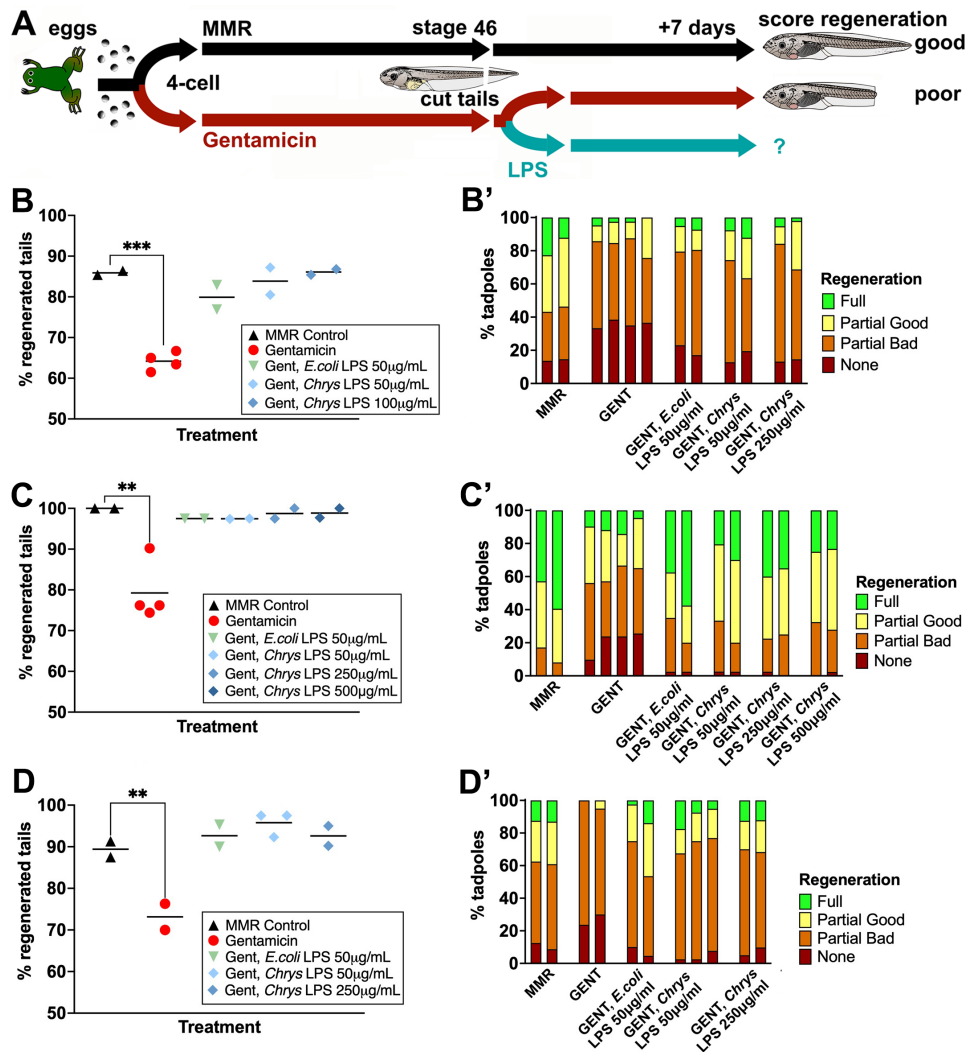 A
eggs
MMR
stage 46
+7 days
score regeneration
good
4-cell
cut tails
poor
Gentamicin
LPS
?
B
% regenerated tails
100
90
80
70
60
50
***
MMR Control
Gentamicin
Gent, E.coli LPS 50µg/mL
Gent, Chrys LPS 50µg/mL
Gent, Chrys LPS 100µg/mL
Treatment
B’
% tadpoles
100
80
60
40
20
0
MMR
GENT
GENT, E.coli
LPS 50µg/ml
GENT, Chrys
LPS 50µg/ml
GENT, Chrys
LPS 250µg/ml
Regeneration
Full
Partial Good
Partial Bad
None
C
% regenerated tails
100
90
80
70
60
50
**
MMR Control
Gentamicin
Gent, E.coli LPS 50µg/mL
Gent, Chrys LPS 50µg/mL
Gent, Chrys LPS 250µg/mL
Gent, Chrys LPS 500µg/mL
Treatment
C’
% tadpoles
100
80
60
40
20
0
MMR
GENT
GENT, E.coli
LPS 50µg/ml
GENT, Chrys
LPS 50µg/ml
GENT, Chrys
LPS 250µg/ml
GENT, Chrys
LPS 500µg/ml
Regeneration
Full
Partial Good
Partial Bad
None
D
% regenerated tails
100
90
80
70
60
50
**
MMR Control
Gentamicin
Gent, E.coli LPS 50µg/mL
Gent, Chrys LPS 50µg/mL
Gent, Chrys LPS 250µg/mL
Treatment
D’
% tadpoles
100
80
60
40
20
0
MMR
GENT
GENT, E.coli
LPS 50µg/ml
GENT, Chrys
LPS 50µg/ml
GENT, Chrys
LPS 250µg/ml
Regeneration
Full
Partial Good
Partial Bad
None